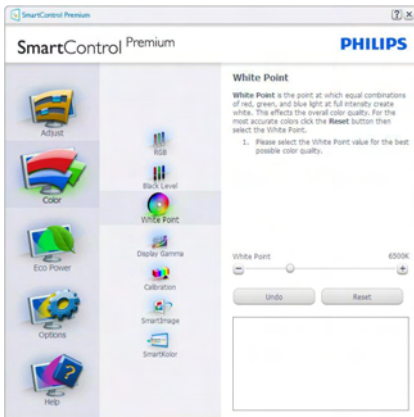 SmartControl Premium
SmartControl Premium
PHILIPS
Adjust
Color
Eco Power
Options
Help
RGB
Black Level
White Point
Display Gamma
Calibration
SmartImage
SmartKolor
White Point
White Point is the point at which equal combinations
of red, green, and blue light at full intensity create
white. This effects the overall color quality. For the
most accurate colors click the Reset button then
select the White Point.
1. Please select the White Point value for the best
possible color quality.
White Point 6500K
Undo Reset